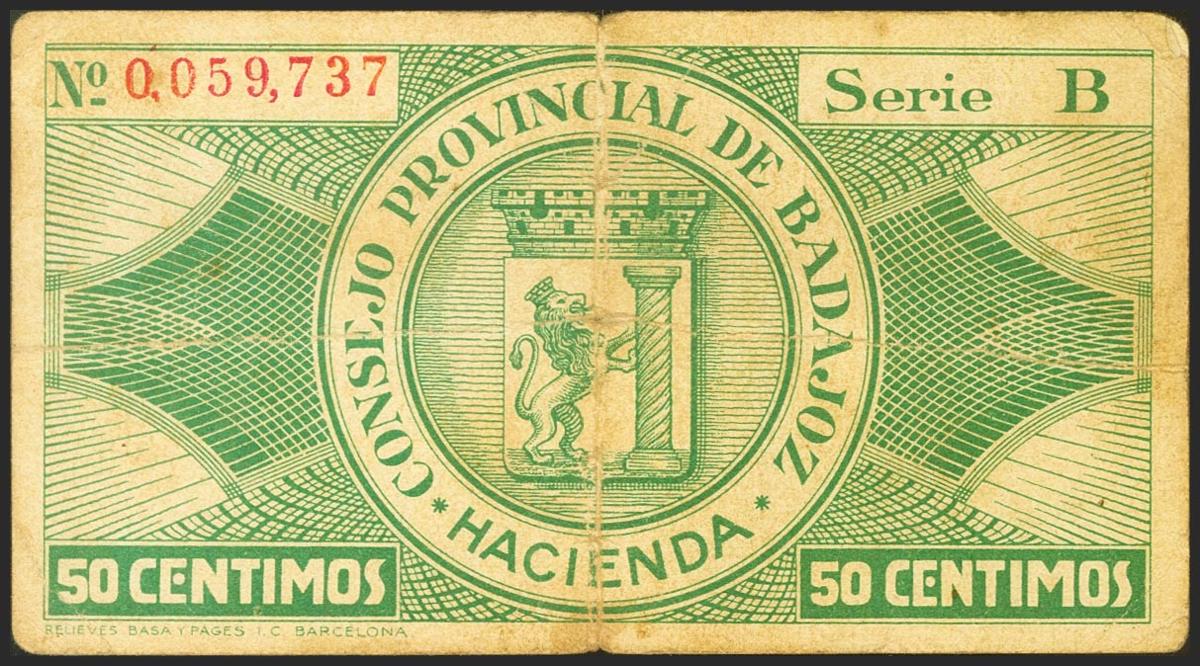 Nº 0,059,737
Serie B
CONSEJO PROVINCIAL DE BADAJOZ
* HACIENDA *
50 CENTIMOS
50 CENTIMOS
RELIEVES BASA Y PAGES I.C. BARCELONA